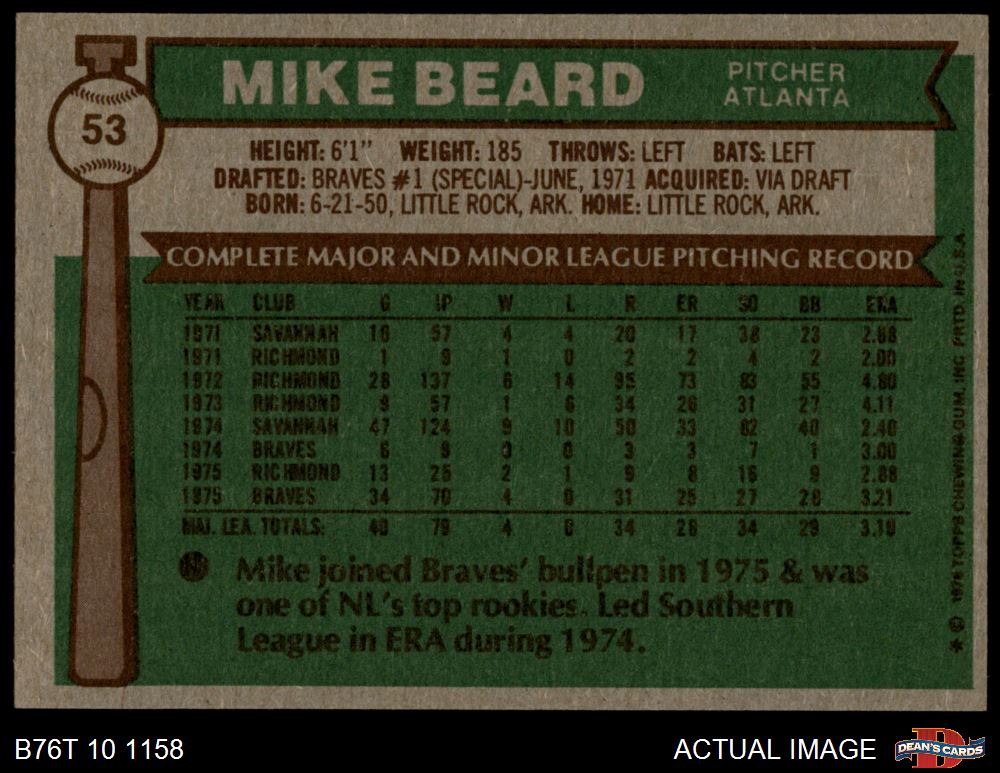 53
MIKE BEARD
PITCHER
ATLANTA
HEIGHT: 6'1" WEIGHT: 185 THROWS: LEFT BATS: LEFT
DRAFTED: BRAVES #1 (SPECIAL)-JUNE, 1971 ACQUIRED: VIA DRAFT
BORN: 6-21-50, LITTLE ROCK, ARK. HOME: LITTLE ROCK, ARK.
COMPLETE MAJOR AND MINOR LEAGUE PITCHING RECORD
YEAR CLUB G IP W L R ER SO BB ERA
1971 SAVANNAH 10 57 4 4 20 17 38 23 2.68
1971 RICHMOND 1 9 1 0 2 2 4 2 2.00
1972 RICHMOND 28 137 6 14 95 73 83 55 4.80
1973 RICHMOND 9 57 1 6 34 26 31 27 4.11
1974 SAVANNAH 47 124 9 10 50 33 82 40 2.40
1974 BRAVES 6 9 0 0 3 3 7 1 3.00
1975 RICHMOND 13 25 2 1 9 8 16 9 2.88
1975 BRAVES 34 70 4 0 31 25 27 28 3.21
MAJ. LEA. TOTALS: 40 79 4 0 34 28 34 29 3.19
Mike joined Braves' bullpen in 1975 & was
one of NL's top rookies. Led Southern
League in ERA during 1974.
* © 1976 TOPPS CHEWING GUM, INC. PRTD. IN U.S.A.
B76T 10 1158
ACTUAL IMAGE
D
DEAN'S CARDS